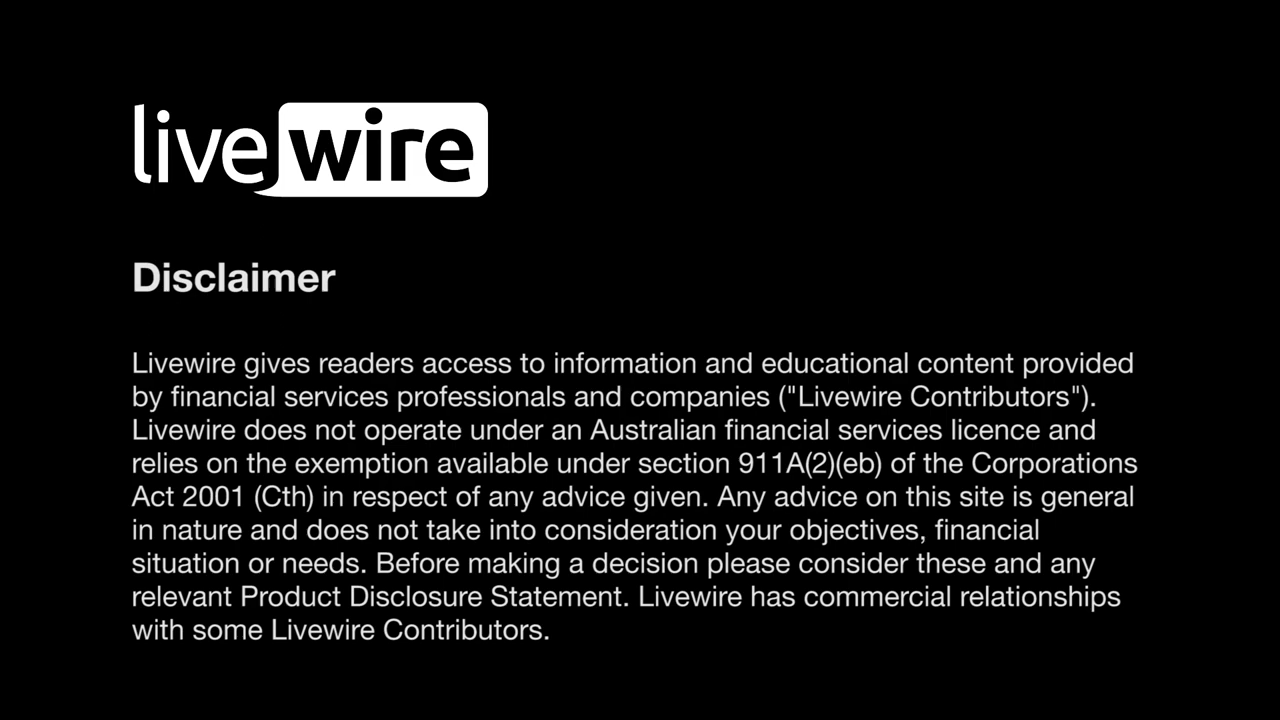 livewire
Disclaimer
Livewire gives readers access to information and educational content provided
by financial services professionals and companies ("Livewire Contributors").
Livewire does not operate under an Australian financial services licence and
relies on the exemption available under section 911A(2)(eb) of the Corporations
Act 2001 (Cth) in respect of any advice given. Any advice on this site is general
in nature and does not take into consideration your objectives, financial
situation or needs. Before making a decision please consider these and any
relevant Product Disclosure Statement. Livewire has commercial relationships
with some Livewire Contributors.